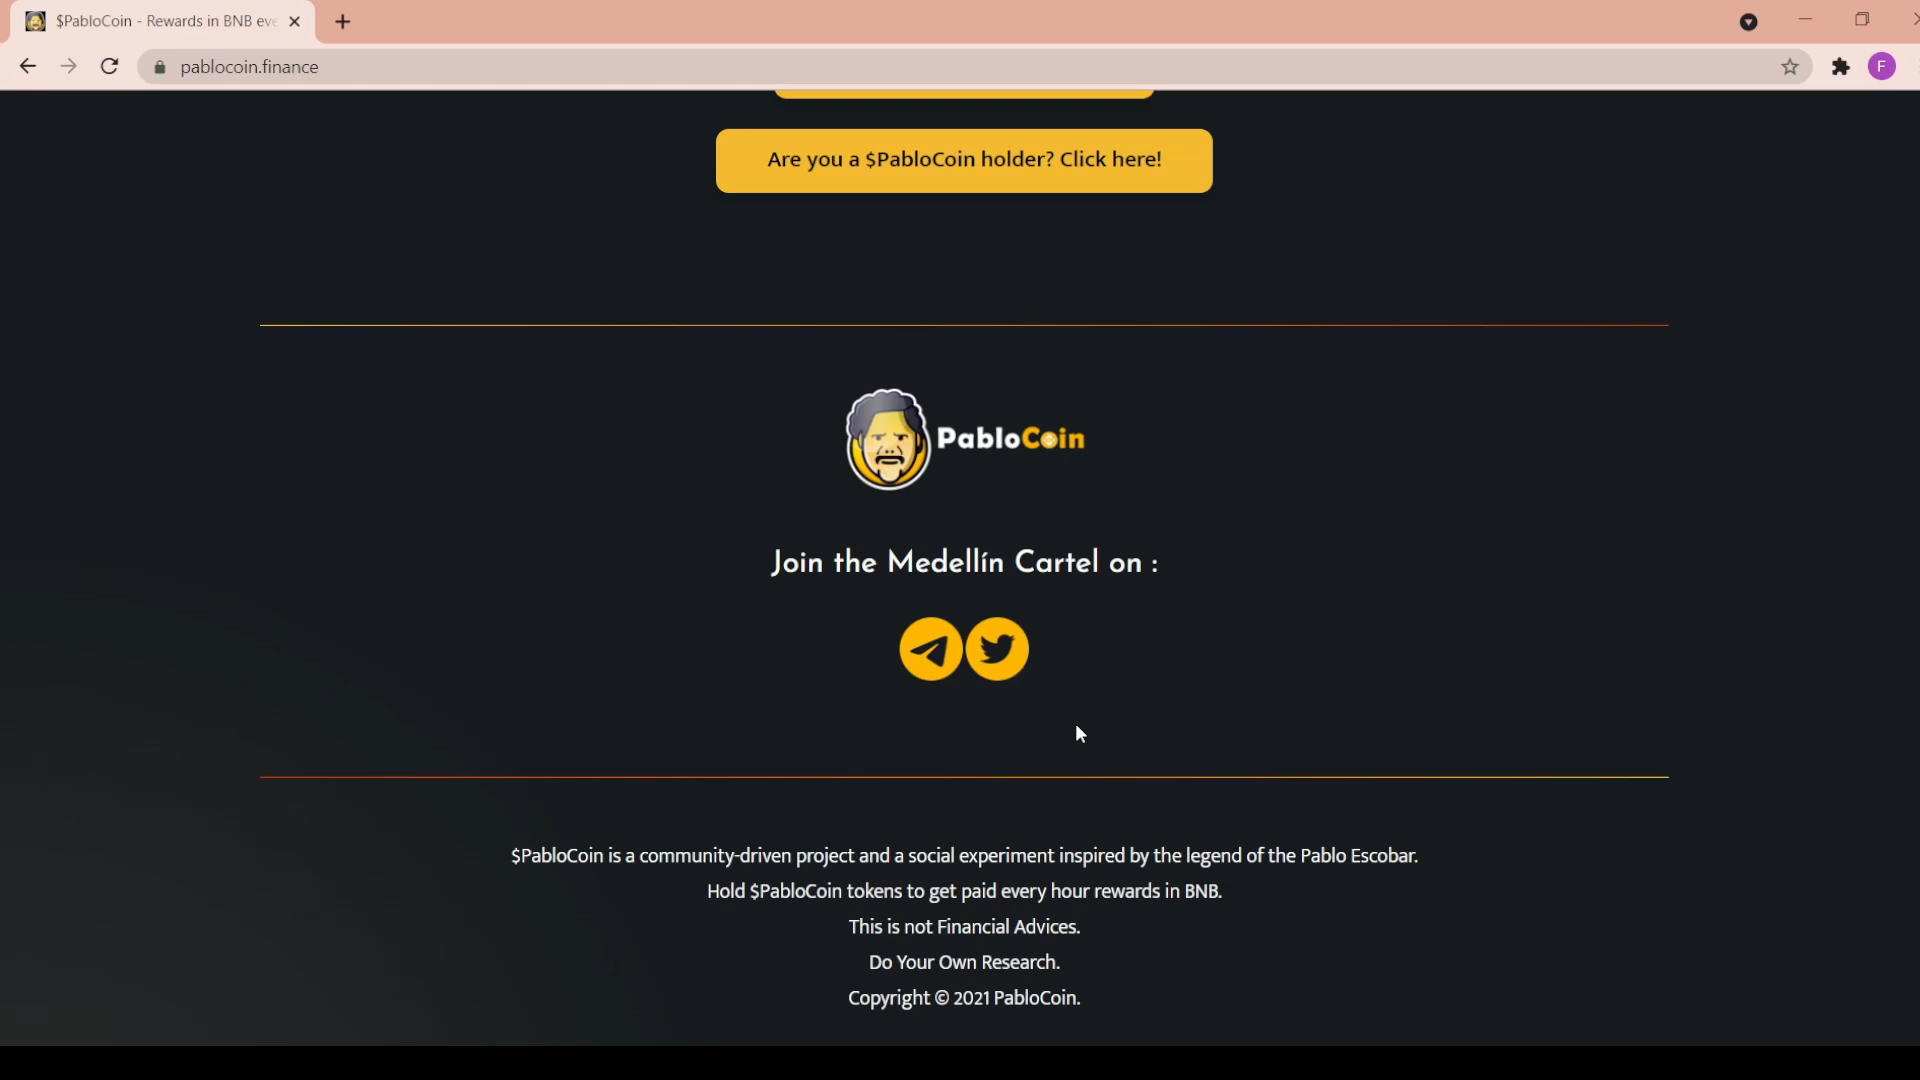 $PabloCoin - Rewards in BNB eve
pablocoin.finance
F
Are you a $PabloCoin holder? Click here!
PabloCoin
Join the Medellín Cartel on :
$PabloCoin is a community-driven project and a social experiment inspired by the legend of the Pablo Escobar.
Hold $PabloCoin tokens to get paid every hour rewards in BNB.
This is not Financial Advices.
Do Your Own Research.
Copyright © 2021 PabloCoin.